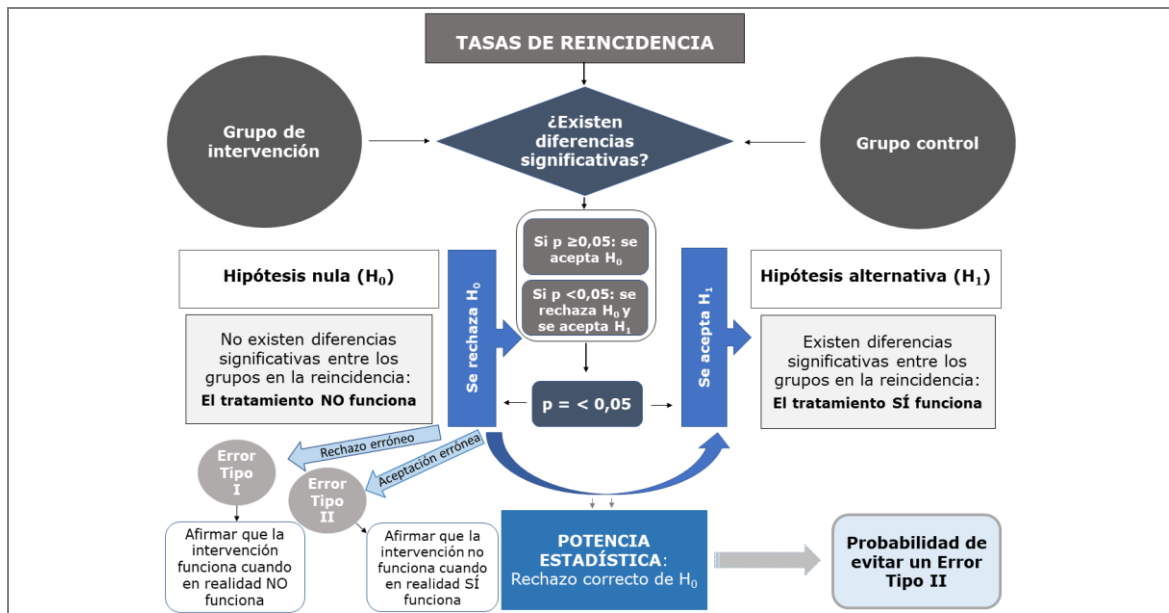 TASAS DE REINCIDENCIA
Grupo de
intervención
¿Existen
diferencias
significativas?
Grupo control
Si p ≥0,05: se
acepta H₀
Si p <0,05: se
rechaza H₀ y
se acepta H₁
Hipótesis nula (H₀)
Se rechaza H₀
Se acepta H₁
Hipótesis alternativa (H₁)
No existen diferencias
significativas entre los
grupos en la reincidencia:
El tratamiento NO funciona
p = < 0,05
Existen diferencias
significativas entre los
grupos en la reincidencia:
El tratamiento SÍ funciona
Rechazo erróneo
Aceptación errónea
Error
Tipo
I
Error
Tipo
II
Afirmar que la
intervención
funciona cuando
en realidad NO
funciona
Afirmar que la
intervención no
funciona cuando
en realidad SÍ
funciona
POTENCIA
ESTADÍSTICA:
Rechazo correcto de H₀
Probabilidad de
evitar un Error
Tipo II